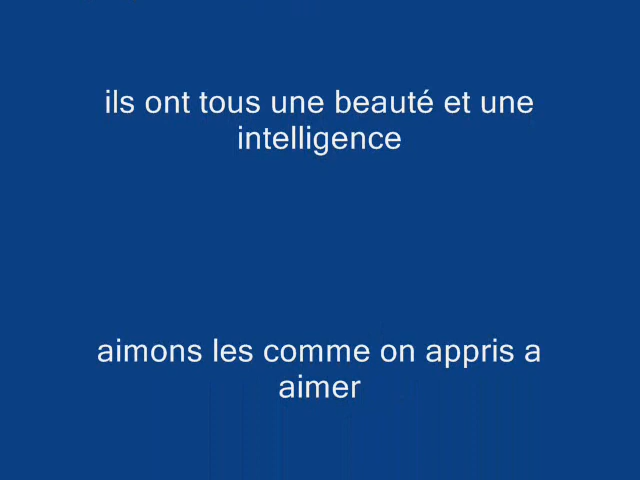 ils ont tous une beauté et une
intelligence
aimons les comme on appris a
aimer